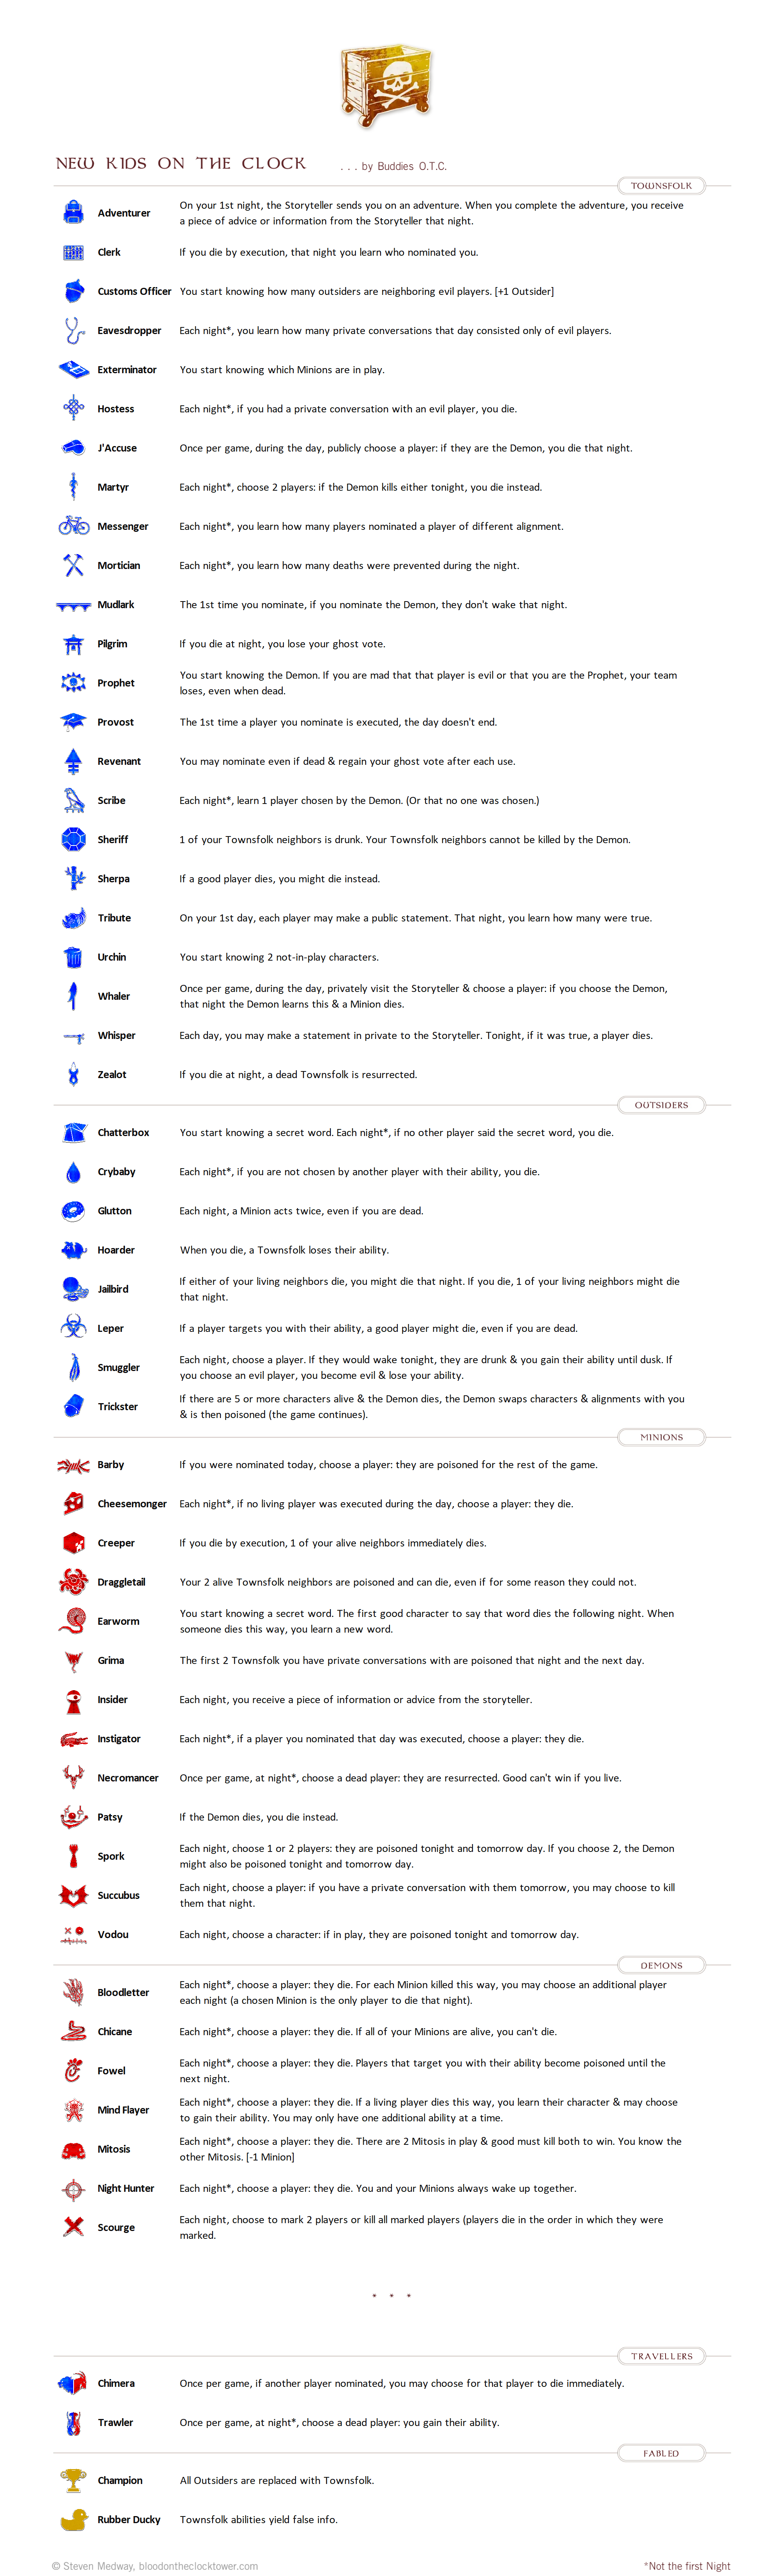 NEW KIDS ON THE CLOCK . . . by Buddies O.T.C.
TOWNSFOLK
Adventurer On your 1st night, the Storyteller sends you on an adventure. When you complete the adventure, you receive
a piece of advice or information from the Storyteller that night.
Clerk If you die by execution, that night you learn who nominated you.
Customs Officer You start knowing how many outsiders are neighboring evil players. [+1 Outsider]
Eavesdropper Each night*, you learn how many private conversations that day consisted only of evil players.
Exterminator You start knowing which Minions are in play.
Hostess Each night*, if you had a private conversation with an evil player, you die.
J'Accuse Once per game, during the day, publicly choose a player: if they are the Demon, you die that night.
Martyr Each night*, choose 2 players: if the Demon kills either tonight, you die instead.
Messenger Each night*, you learn how many players nominated a player of different alignment.
Mortician Each night*, you learn how many deaths were prevented during the night.
Mudlark The 1st time you nominate, if you nominate the Demon, they don't wake that night.
Pilgrim If you die at night, you lose your ghost vote.
Prophet You start knowing the Demon. If you are mad that that player is evil or that you are the Prophet, your team
loses, even when dead.
Provost The 1st time a player you nominate is executed, the day doesn't end.
Revenant You may nominate even if dead & regain your ghost vote after each use.
Scribe Each night*, learn 1 player chosen by the Demon. (Or that no one was chosen.)
Sheriff 1 of your Townsfolk neighbors is drunk. Your Townsfolk neighbors cannot be killed by the Demon.
Sherpa If a good player dies, you might die instead.
Tribute On your 1st day, each player may make a public statement. That night, you learn how many were true.
Urchin You start knowing 2 not-in-play characters.
Whaler Once per game, during the day, privately visit the Storyteller & choose a player: if you choose the Demon,
that night the Demon learns this & a Minion dies.
Whisper Each day, you may make a statement in private to the Storyteller. Tonight, if it was true, a player dies.
Zealot If you die at night, a dead Townsfolk is resurrected.
OUTSIDERS
Chatterbox You start knowing a secret word. Each night*, if no other player said the secret word, you die.
Crybaby Each night*, if you are not chosen by another player with their ability, you die.
Glutton Each night, a Minion acts twice, even if you are dead.
Hoarder When you die, a Townsfolk loses their ability.
Jailbird If either of your living neighbors die, you might die that night. If you die, 1 of your living neighbors might die
that night.
Leper If a player targets you with their ability, a good player might die, even if you are dead.
Smuggler Each night, choose a player. If they would wake tonight, they are drunk & you gain their ability until dusk. If
you choose an evil player, you become evil & lose your ability.
Trickster If there are 5 or more characters alive & the Demon dies, the Demon swaps characters & alignments with you
& is then poisoned (the game continues).
MINIONS
Barby If you were nominated today, choose a player: they are poisoned for the rest of the game.
Cheesemonger Each night*, if no living player was executed during the day, choose a player: they die.
Creeper If you die by execution, 1 of your alive neighbors immediately dies.
Draggletail Your 2 alive Townsfolk neighbors are poisoned and can die, even if for some reason they could not.
Earworm You start knowing a secret word. The first good character to say that word dies the following night. When
someone dies this way, you learn a new word.
Grima The first 2 Townsfolk you have private conversations with are poisoned that night and the next day.
Insider Each night, you receive a piece of information or advice from the storyteller.
Instigator Each night*, if a player you nominated that day was executed, choose a player: they die.
Necromancer Once per game, at night*, choose a dead player: they are resurrected. Good can't win if you live.
Patsy If the Demon dies, you die instead.
Spork Each night, choose 1 or 2 players: they are poisoned tonight and tomorrow day. If you choose 2, the Demon
might also be poisoned tonight and tomorrow day.
Succubus Each night, choose a player: if you have a private conversation with them tomorrow, you may choose to kill
them that night.
Vodou Each night, choose a character: if in play, they are poisoned tonight and tomorrow day.
DEMONS
Bloodletter Each night*, choose a player: they die. For each Minion killed this way, you may choose an additional player
each night (a chosen Minion is the only player to die that night).
Chicane Each night*, choose a player: they die. If all of your Minions are alive, you can't die.
Fowel Each night*, choose a player: they die. Players that target you with their ability become poisoned until the
next night.
Mind Flayer Each night*, choose a player: they die. If a living player dies this way, you learn their character & may choose
to gain their ability. You may only have one additional ability at a time.
Mitosis Each night*, choose a player: they die. There are 2 Mitosis in play & good must kill both to win. You know the
other Mitosis. [-1 Minion]
Night Hunter Each night*, choose a player: they die. You and your Minions always wake up together.
Scourge Each night, choose to mark 2 players or kill all marked players (players die in the order in which they were
marked.
* * *
TRAVELLERS
Chimera Once per game, if another player nominated, you may choose for that player to die immediately.
Trawler Once per game, at night*, choose a dead player: you gain their ability.
FABLED
Champion All Outsiders are replaced with Townsfolk.
Rubber Ducky Townsfolk abilities yield false info.
© Steven Medway, bloodontheclocktower.com *Not the first Night